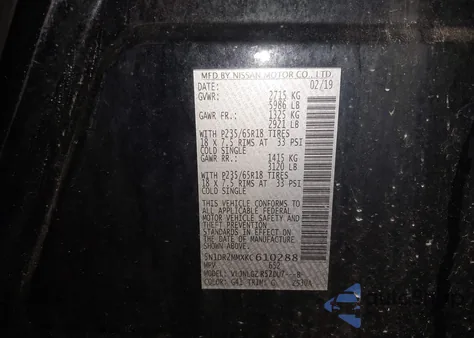 MFD BY NISSAN MOTOR CO., LTD.
DATE: 02/19
GVWR: 2715 KG
5986 LB
GAWR FR.: 1325 KG
2921 LB
WITH P235/65R18 TIRES
18 X 7.5 RIMS AT 33 PSI
COLD SINGLE
GAWR RR.: 1415 KG
3120 LB
WITH P235/65R18 TIRES
18 X 7.5 RIMS AT 33 PSI
COLD SINGLE
THIS VEHICLE CONFORMS TO
ALL APPLICABLE FEDERAL
MOTOR VEHICLE SAFETY AND
THEFT PREVENTION
STANDARDS IN EFFECT ON
THE DATE OF MANUFACTURE
SHOWN ABOVE.
610288
MPV
MODEL:
COLOR: TRIM: